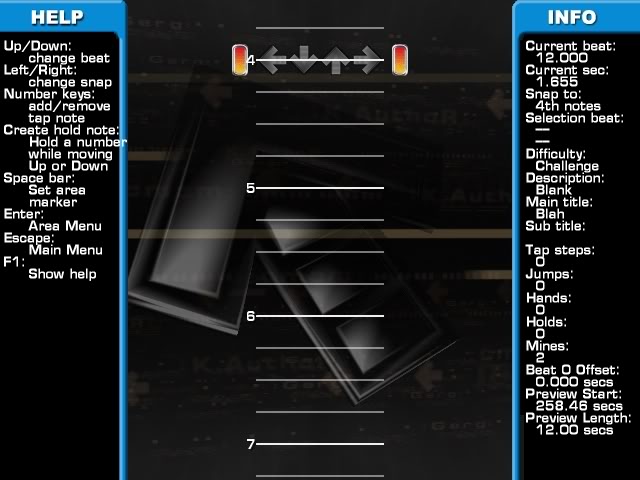 HELP
Up/Down:
change beat
Left/Right:
change snap
Number keys:
add/remove
tap note
Create hold note:
Hold a number
while moving
Up or Down
Space bar:
Set area
marker
Enter:
Area Menu
Escape:
Main Menu
F1:
Show help
4
5
6
7
INFO
Current beat:
12.000
Current sec:
1.655
Snap to:
4th notes
Selection beat:
---
---
Difficulty:
Challenge
Description:
Blank
Main title:
Blah
Sub title:
Tap steps:
0
Jumps:
0
Hands:
0
Holds:
0
Mines:
2
Beat 0 Offset:
0.000 secs
Preview Start:
258.46 secs
Preview Length:
12.00 secs